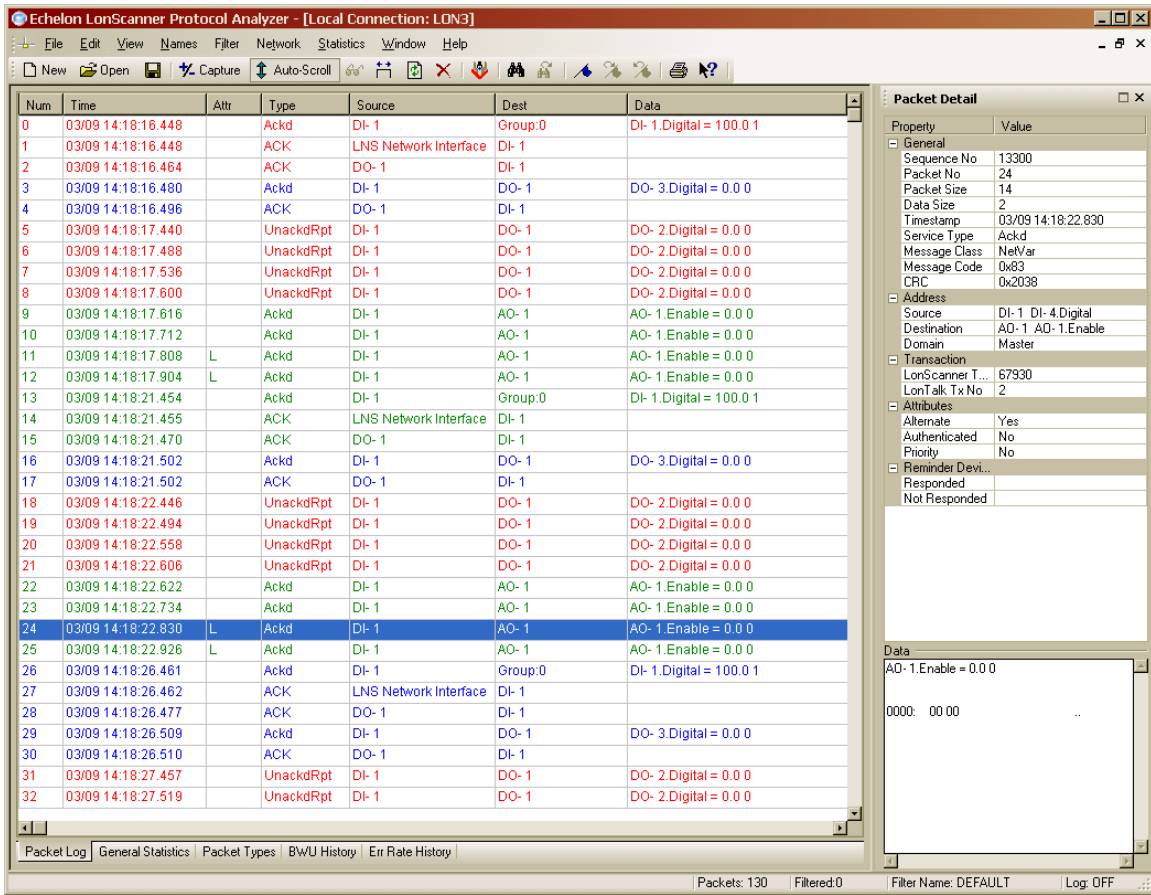 Echelon LonScanner Protocol Analyzer - [Local Connection: LON3]
File Edit View Names Filter Network Statistics Window Help
New Open Capture Auto-Scroll
Num Time Attr Type Source Dest Data
0 03/09 14:18:16.448 Ackd DI- 1 Group:0 DI- 1.Digital = 100.0 1
1 03/09 14:18:16.448 ACK LNS Network Interface DI- 1
2 03/09 14:18:16.464 ACK DO- 1 DI- 1
3 03/09 14:18:16.480 Ackd DI- 1 DO- 1 DO- 3.Digital = 0.0 0
4 03/09 14:18:16.496 ACK DO- 1 DI- 1
5 03/09 14:18:17.440 UnackdRpt DI- 1 DO- 1 DO- 2.Digital = 0.0 0
6 03/09 14:18:17.488 UnackdRpt DI- 1 DO- 1 DO- 2.Digital = 0.0 0
7 03/09 14:18:17.536 UnackdRpt DI- 1 DO- 1 DO- 2.Digital = 0.0 0
8 03/09 14:18:17.600 UnackdRpt DI- 1 DO- 1 DO- 2.Digital = 0.0 0
9 03/09 14:18:17.616 Ackd DI- 1 AO- 1 AO- 1.Enable = 0.0 0
10 03/09 14:18:17.712 Ackd DI- 1 AO- 1 AO- 1.Enable = 0.0 0
11 03/09 14:18:17.808 L Ackd DI- 1 AO- 1 AO- 1.Enable = 0.0 0
12 03/09 14:18:17.904 L Ackd DI- 1 AO- 1 AO- 1.Enable = 0.0 0
13 03/09 14:18:21.454 Ackd DI- 1 Group:0 DI- 1.Digital = 100.0 1
14 03/09 14:18:21.455 ACK LNS Network Interface DI- 1
15 03/09 14:18:21.470 ACK DO- 1 DI- 1
16 03/09 14:18:21.502 Ackd DI- 1 DO- 1 DO- 3.Digital = 0.0 0
17 03/09 14:18:21.502 ACK DO- 1 DI- 1
18 03/09 14:18:22.446 UnackdRpt DI- 1 DO- 1 DO- 2.Digital = 0.0 0
19 03/09 14:18:22.494 UnackdRpt DI- 1 DO- 1 DO- 2.Digital = 0.0 0
20 03/09 14:18:22.558 UnackdRpt DI- 1 DO- 1 DO- 2.Digital = 0.0 0
21 03/09 14:18:22.606 UnackdRpt DI- 1 DO- 1 DO- 2.Digital = 0.0 0
22 03/09 14:18:22.622 Ackd DI- 1 AO- 1 AO- 1.Enable = 0.0 0
23 03/09 14:18:22.734 Ackd DI- 1 AO- 1 AO- 1.Enable = 0.0 0
24 03/09 14:18:22.830 L Ackd DI- 1 AO- 1 AO- 1.Enable = 0.0 0
25 03/09 14:18:22.926 L Ackd DI- 1 AO- 1 AO- 1.Enable = 0.0 0
26 03/09 14:18:26.461 Ackd DI- 1 Group:0 DI- 1.Digital = 100.0 1
27 03/09 14:18:26.462 ACK LNS Network Interface DI- 1
28 03/09 14:18:26.477 ACK DO- 1 DI- 1
29 03/09 14:18:26.509 Ackd DI- 1 DO- 1 DO- 3.Digital = 0.0 0
30 03/09 14:18:26.510 ACK DO- 1 DI- 1
31 03/09 14:18:27.457 UnackdRpt DI- 1 DO- 1 DO- 2.Digital = 0.0 0
32 03/09 14:18:27.519 UnackdRpt DI- 1 DO- 1 DO- 2.Digital = 0.0 0
Packet Log General Statistics Packet Types BWU History Err Rate History
Packet Detail
Property Value
General
Sequence No 13300
Packet No 24
Packet Size 14
Data Size 2
Timestamp 03/09 14:18:22.830
Service Type Ackd
Message Class NetVar
Message Code 0x83
CRC 0x2038
Address
Source DI- 1 DI- 4.Digital
Destination AO- 1 AO- 1.Enable
Domain Master
Transaction
LonScanner T... 67930
LonTalk Tx No 2
Attributes
Alternate Yes
Authenticated No
Priority No
Reminder Devi...
Responded
Not Responded
Data
AO- 1.Enable = 0.0 0
0000: 00 00 ..
Packets: 130 Filtered:0 Filter Name: DEFAULT Log: OFF